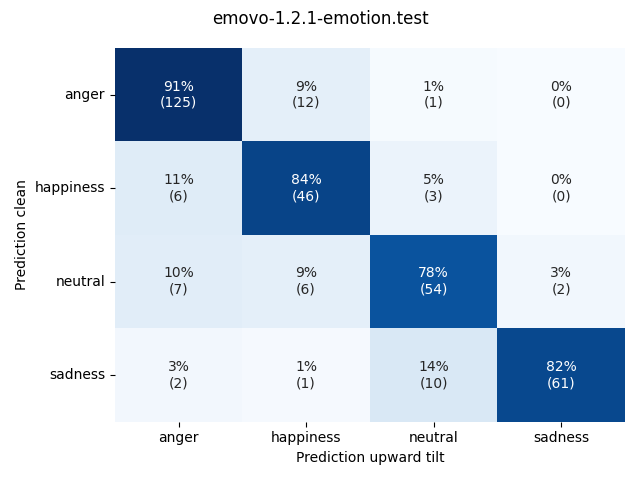 emovo-1.2.1-emotion.test
Prediction clean
anger
91%
(125)
9%
(12)
1%
(1)
0%
(0)
happiness
11%
(6)
84%
(46)
5%
(3)
0%
(0)
neutral
10%
(7)
9%
(6)
78%
(54)
3%
(2)
sadness
3%
(2)
1%
(1)
14%
(10)
82%
(61)
anger
happiness
neutral
sadness
Prediction upward tilt